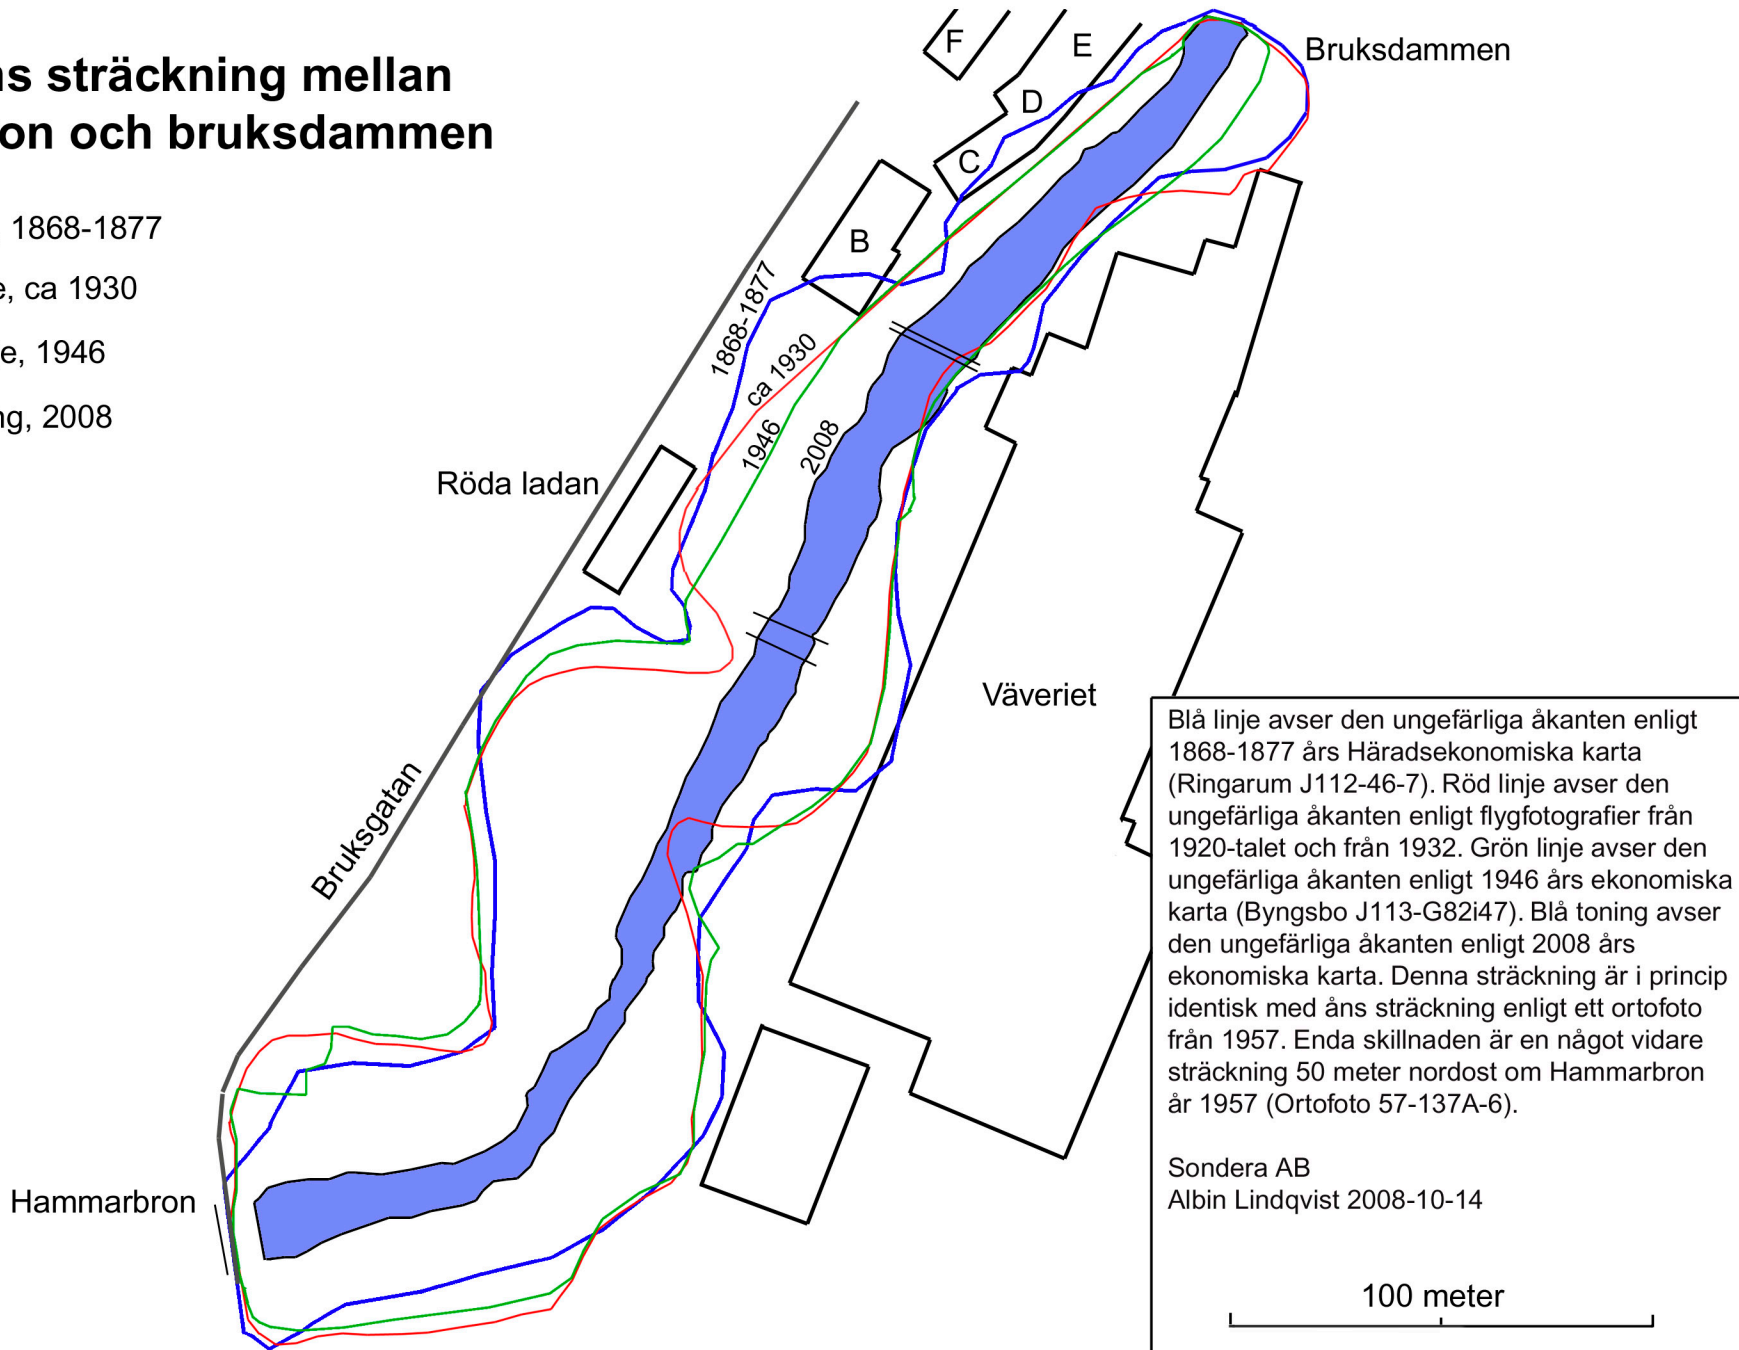 ns sträckning mellan
on och bruksdammen
1868-1877
e, ca 1930
e, 1946
ng, 2008
F
E
D
C
B
Bruksdammen
1868-1877
ca 1930
1946
2008
Röda ladan
Väveriet
Bruksgatan
Hammarbron
Blå linje avser den ungefärliga åkanten enligt
1868-1877 års Häradsekonomiska karta
(Ringarum J112-46-7). Röd linje avser den
ungefärliga åkanten enligt flygfotografier från
1920-talet och från 1932. Grön linje avser den
ungefärliga åkanten enligt 1946 års ekonomiska
karta (Byngsbo J113-G82i47). Blå toning avser
den ungefärliga åkanten enligt 2008 års
ekonomiska karta. Denna sträckning är i princip
identisk med åns sträckning enligt ett ortofoto
från 1957. Enda skillnaden är en något vidare
sträckning 50 meter nordost om Hammarbron
år 1957 (Ortofoto 57-137A-6).
Sondera AB
Albin Lindqvist 2008-10-14
100 meter